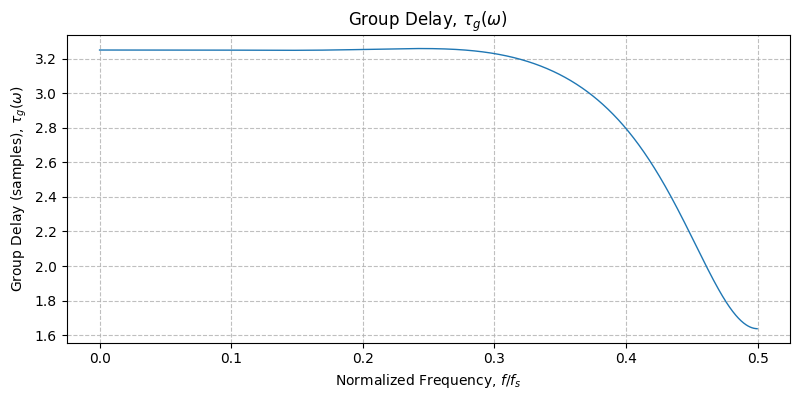 Group Delay, τg(ω)
Group Delay (samples), τg(ω)
3.2
3.0
2.8
2.6
2.4
2.2
2.0
1.8
1.6
0.0 0.1 0.2 0.3 0.4 0.5
Normalized Frequency, f/fs